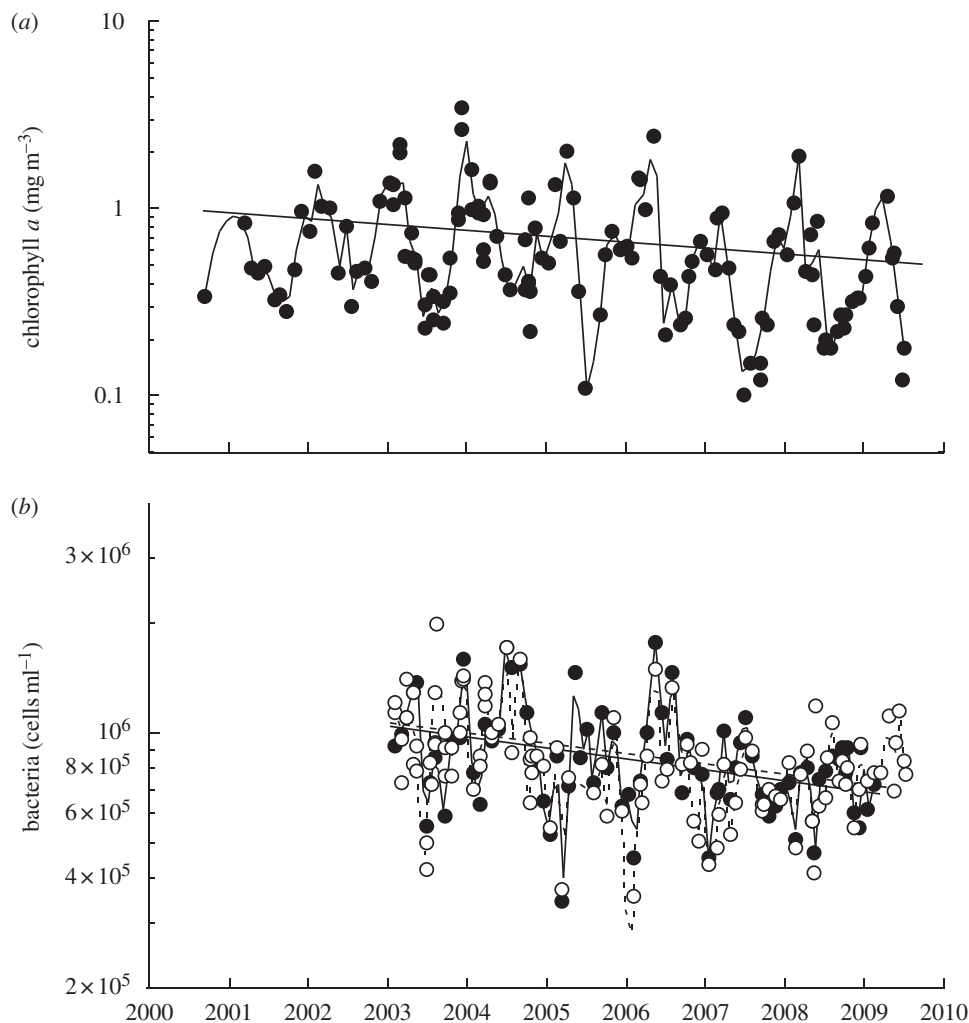 (a)
10
1
0.1
chlorophyll a (mg m⁻³)
(b)
3 × 10⁶
10⁶
8 × 10⁵
6 × 10⁵
4 × 10⁵
2 × 10⁵
bacteria (cells ml⁻¹)
2000 2001 2002 2003 2004 2005 2006 2007 2008 2009 2010